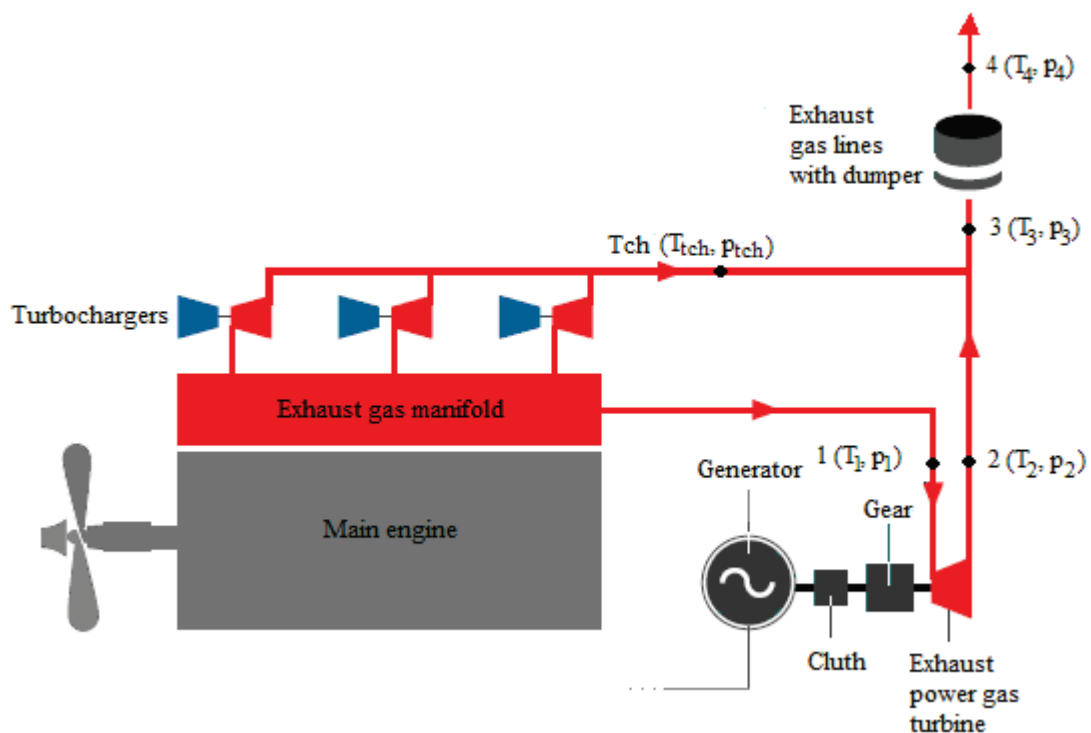 4 (T4, p4)
Exhaust
gas lines
with dumper
3 (T3, p3)
Tch (Ttch, ptch)
Turbochargers
Exhaust gas manifold
Generator
1 (T1, p1)
2 (T2, p2)
Gear
Main engine
Cluth
Exhaust
power gas
turbine